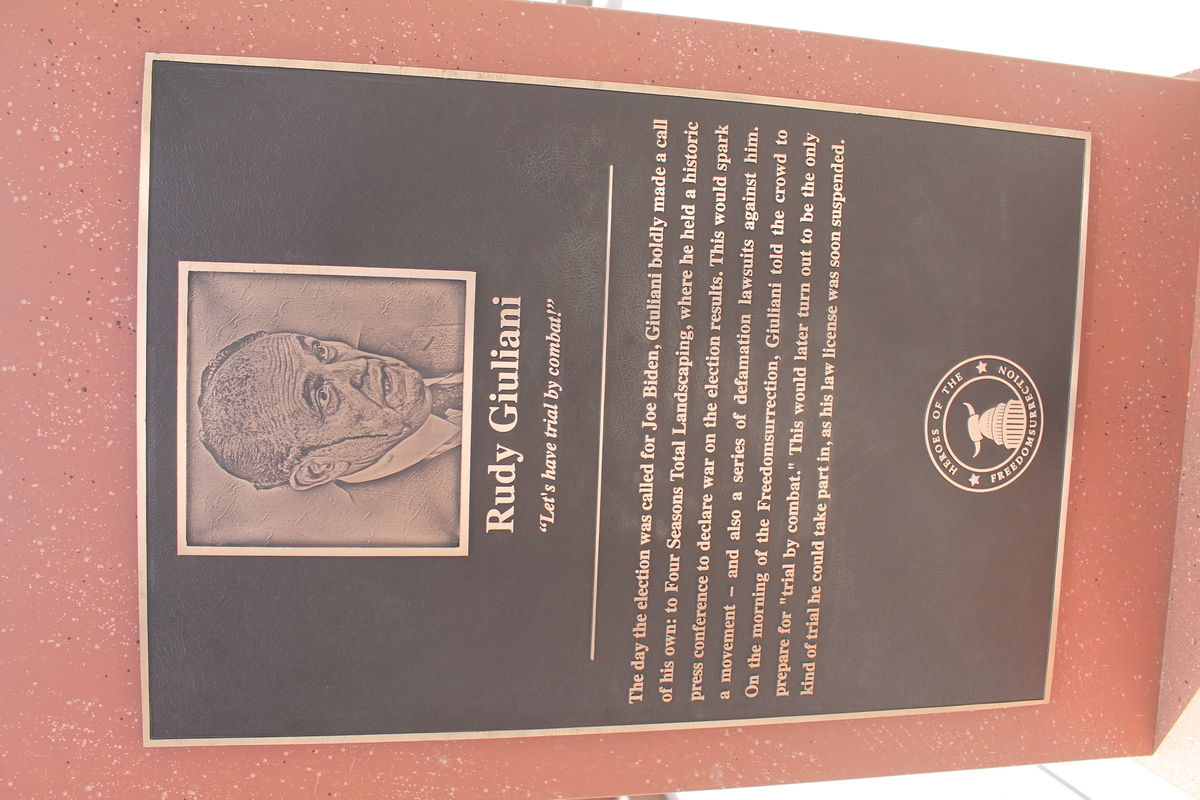 Rudy Giuliani
“Let's have trial by combat!”
The day the election was called for Joe Biden, Giuliani boldly made a call
of his own: to Four Seasons Total Landscaping, where he held a historic
press conference to declare war on the election results. This would spark
a movement – and also a series of defamation lawsuits against him.
On the morning of the Freedomsurrection, Giuliani told the crowd to
prepare for "trial by combat." This would later turn out to be the only
kind of trial he could take part in, as his law license was soon suspended.
HEROES OF THE
FREEDOMSURRECTION